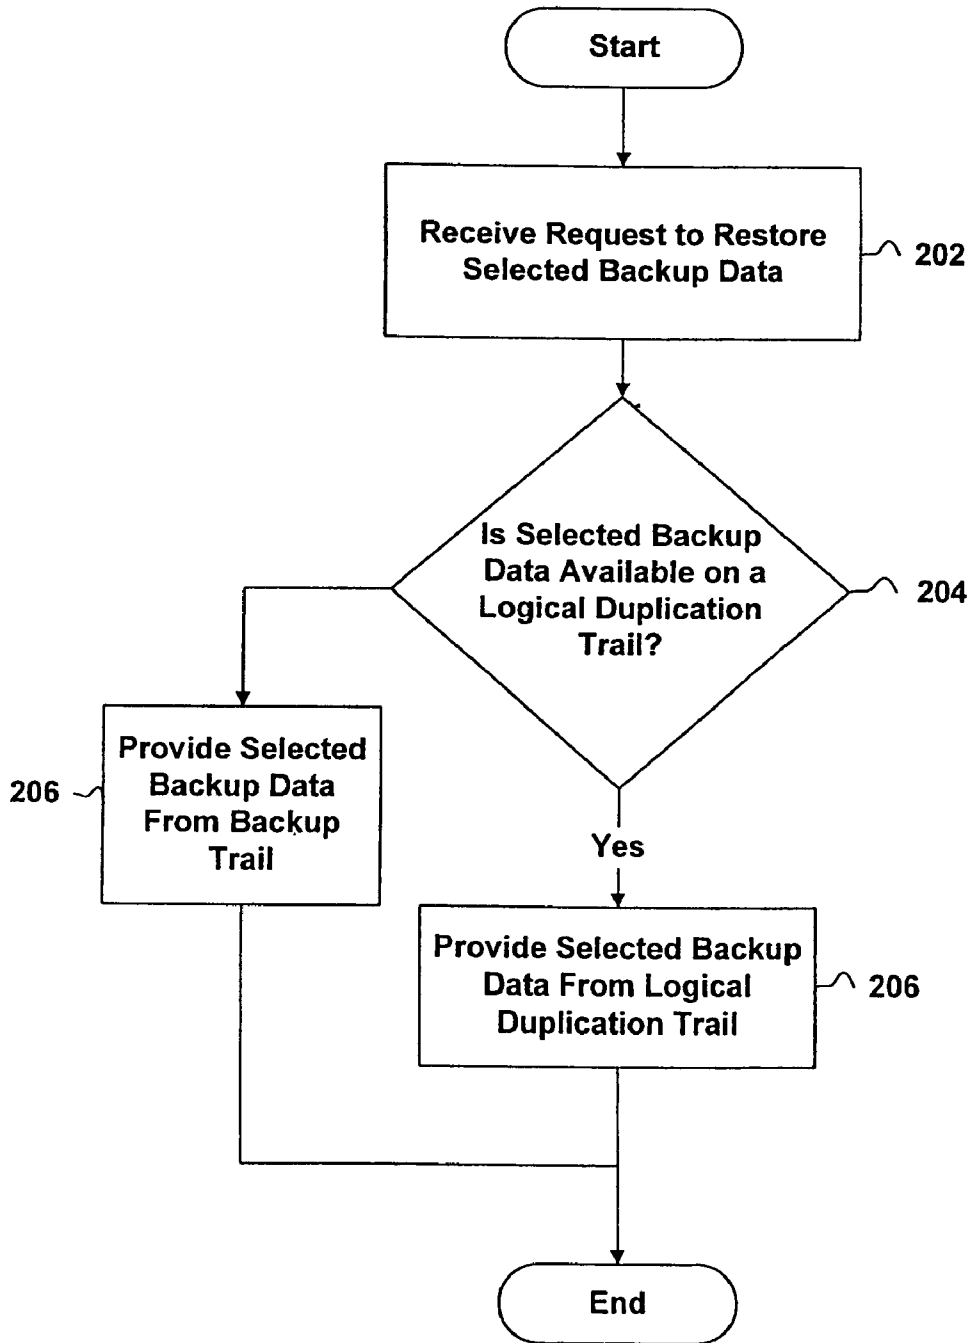 Start
Receive Request to Restore
Selected Backup Data
202
Is Selected Backup
Data Available on a
Logical Duplication
Trail?
204
Provide Selected
Backup Data
From Backup
Trail
206
Yes
Provide Selected Backup
Data From Logical
Duplication Trail
206
End